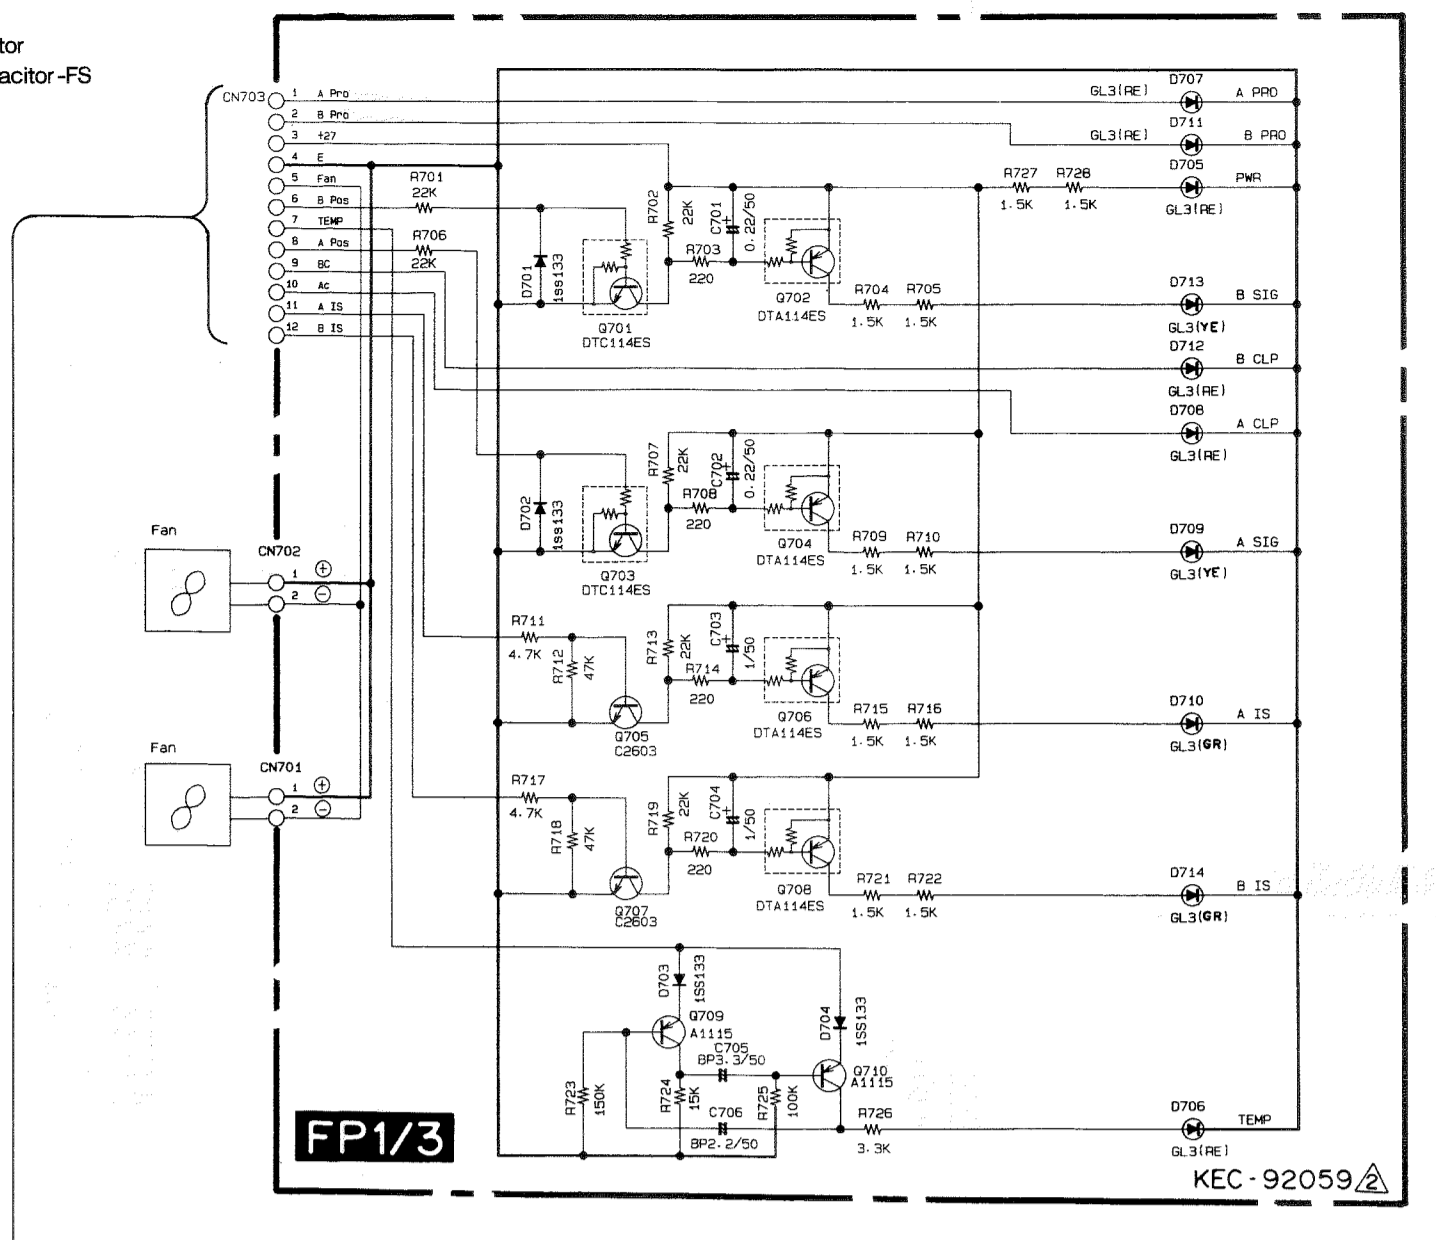 tor
acitor-FS
CN703
1 A Pro
2 B Pro
3 +27
4 E
5 Fan
6 B Pos
7 TEMP
8 A Pos
9 BC
10 Ac
11 A IS
12 B IS
R701
22K
R706
22K
D701
1SS133
Q701
DTC114ES
R702
22K
R703
220
C701
+
0.22/50
Q702
DTA114ES
R704
1.5K
R705
1.5K
R727
1.5K
R728
1.5K
D707
GL3(RE)
A PRO
D711
GL3(RE)
B PRO
D705
PWR
GL3(RE)
D713
B SIG
GL3(YE)
D712
B CLP
GL3(RE)
D708
A CLP
GL3(RE)
D702
1SS133
Q703
DTC114ES
R707
22K
R708
220
C702
+
0.22/50
Q704
DTA114ES
R709
1.5K
R710
1.5K
D709
A SIG
GL3(YE)
Fan
CN702
1 +
2 -
R711
4.7K
R712
47K
Q705
C2603
R713
22K
R714
220
C703
+
1/50
Q706
DTA114ES
R715
1.5K
R716
1.5K
D710
A IS
GL3(GR)
Fan
CN701
1 +
2 -
R717
4.7K
R718
47K
Q707
C2603
R719
22K
R720
220
C704
+
1/50
Q708
DTA114ES
R721
1.5K
R722
1.5K
D714
B IS
GL3(GR)
D703
1SS133
Q709
A1115
C705
BP3.3/50
D704
1SS133
Q710
A1115
R723
150K
R724
15K
R725
100K
C706
BP2.2/50
R726
3.3K
D706
TEMP
GL3(RE)
FP1/3
KEC-92059 2